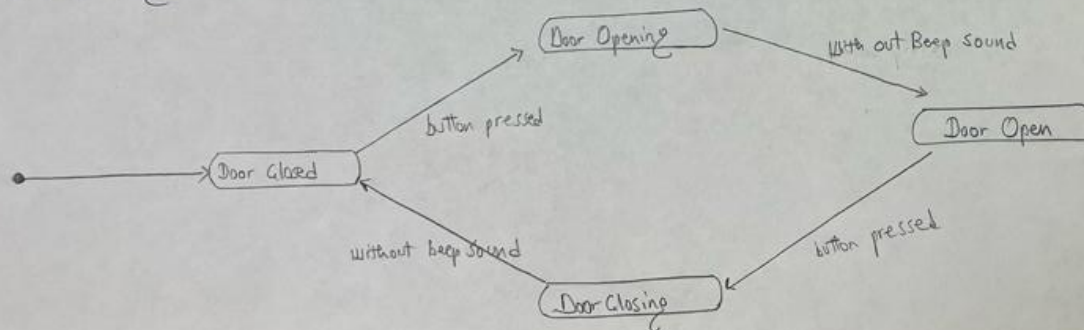 Door Opening
With out Beep Sound
button pressed
Door Open
Door Closed
button pressed
without beep sound
Door Closing